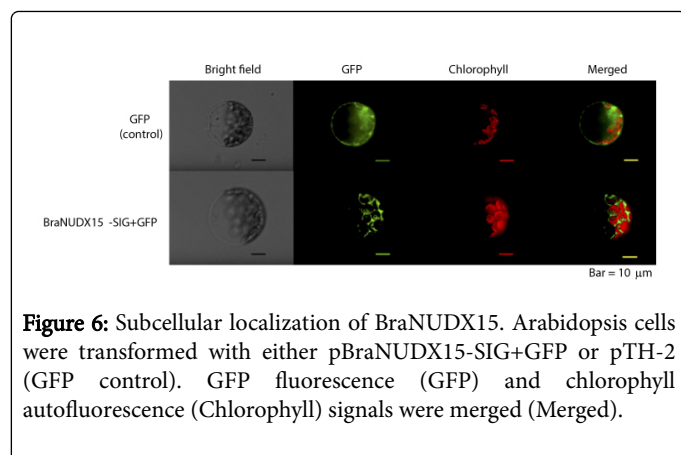 Bright field GFP Chlorophyll Merged
GFP
(control)
BraNUDX15 -SIG+GFP
Bar = 10 μm
Figure 6: Subcellular localization of BraNUDX15. Arabidopsis cells
were transformed with either pBraNUDX15-SIG+GFP or pTH-2
(GFP control). GFP fluorescence (GFP) and chlorophyll
autofluorescence (Chlorophyll) signals were merged (Merged).